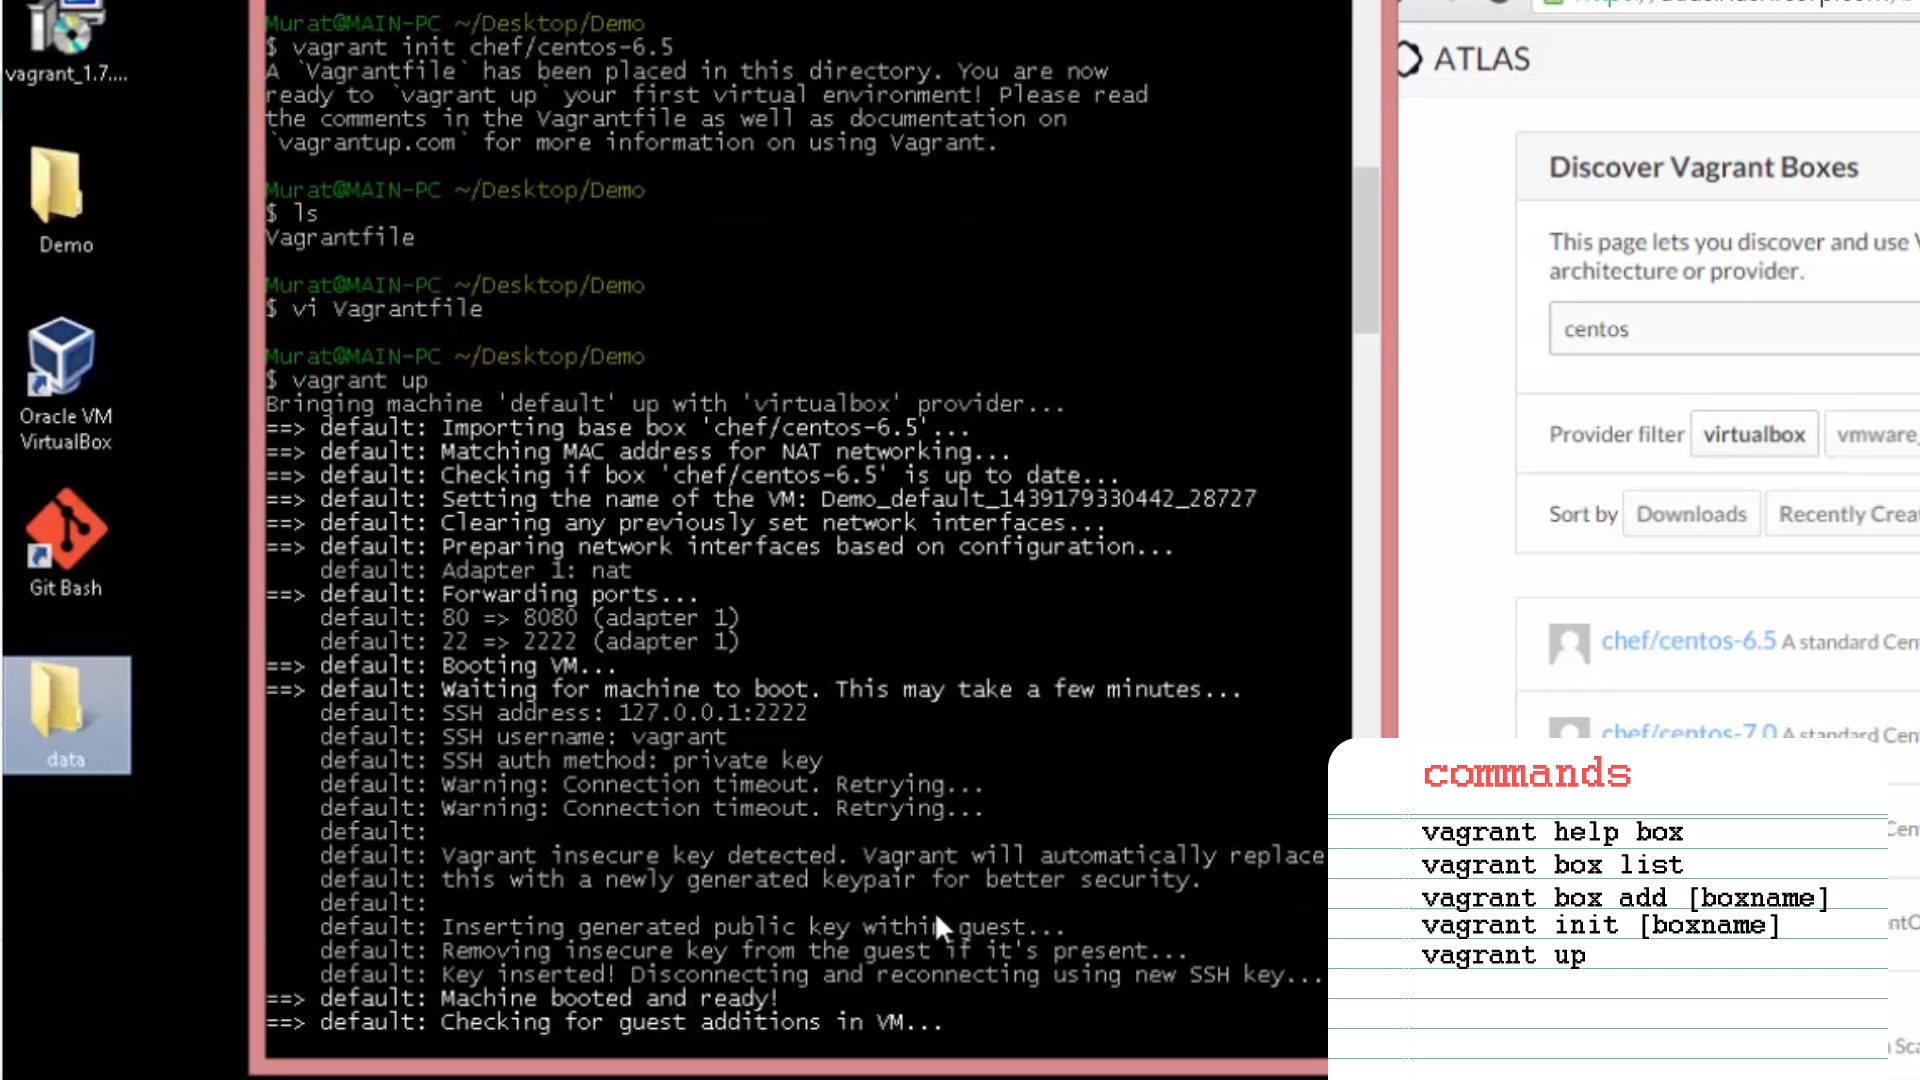 vagrant_1.7....
Demo
Oracle VM
VirtualBox
Git Bash
data
Murat@MAIN-PC ~/Desktop/Demo
$ vagrant init chef/centos-6.5
A `Vagrantfile` has been placed in this directory. You are now
ready to `vagrant up` your first virtual environment! Please read
the comments in the Vagrantfile as well as documentation on
`vagrantup.com` for more information on using Vagrant.
Murat@MAIN-PC ~/Desktop/Demo
$ ls
Vagrantfile
Murat@MAIN-PC ~/Desktop/Demo
$ vi Vagrantfile
Murat@MAIN-PC ~/Desktop/Demo
$ vagrant up
Bringing machine 'default' up with 'virtualbox' provider...
==> default: Importing base box 'chef/centos-6.5'...
==> default: Matching MAC address for NAT networking...
==> default: Checking if box 'chef/centos-6.5' is up to date...
==> default: Setting the name of the VM: Demo_default_1439179330442_28727
==> default: Clearing any previously set network interfaces...
==> default: Preparing network interfaces based on configuration...
default: Adapter 1: nat
==> default: Forwarding ports...
default: 80 => 8080 (adapter 1)
default: 22 => 2222 (adapter 1)
==> default: Booting VM...
==> default: Waiting for machine to boot. This may take a few minutes...
default: SSH address: 127.0.0.1:2222
default: SSH username: vagrant
default: SSH auth method: private key
default: Warning: Connection timeout. Retrying...
default: Warning: Connection timeout. Retrying...
default:
default: Vagrant insecure key detected. Vagrant will automatically replace
default: this with a newly generated keypair for better security.
default:
default: Inserting generated public key within guest...
default: Removing insecure key from the guest if it's present...
default: Key inserted! Disconnecting and reconnecting using new SSH key...
==> default: Machine booted and ready!
==> default: Checking for guest additions in VM...
ATLAS
Discover Vagrant Boxes
This page lets you discover and use
architecture or provider.
centos
Provider filter virtualbox vmware_
Sort by Downloads Recently Crea
chef/centos-6.5 A standard Cen
chef/centos-7.0 A standard Cen
commands
vagrant help box
vagrant box list
vagrant box add [boxname]
vagrant init [boxname]
vagrant up